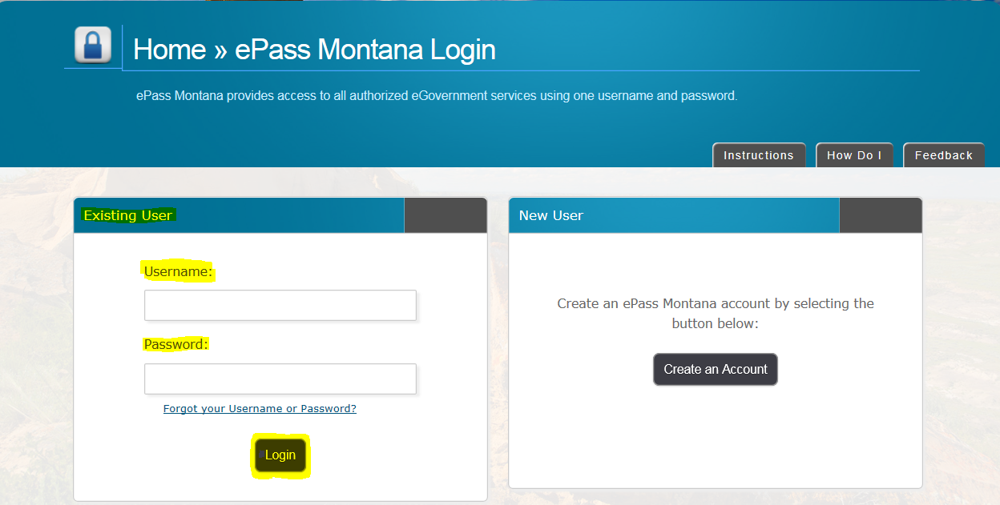 Home » ePass Montana Login
ePass Montana provides access to all authorized eGovernment services using one username and password.
Instructions
How Do I
Feedback
Existing User
Username:
Password:
Forgot your Username or Password?
Login
New User
Create an ePass Montana account by selecting the
button below:
Create an Account